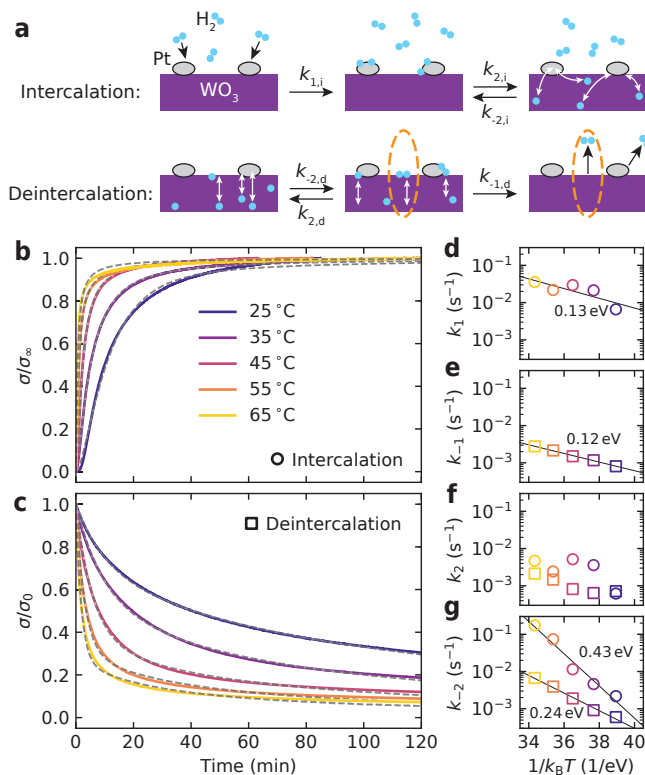 a
H2
Pt
Intercalation:
WO3
k1,i
k2,i
k-2,i
Deintercalation:
k-2,d
k2,d
k-1,d
b
σ/σ∞
1.0
0.8
0.6
0.4
0.2
0.0
25 °C
35 °C
45 °C
55 °C
65 °C
Intercalation
c
σ/σ0
1.0
0.8
0.6
0.4
0.2
0.0
Deintercalation
0 20 40 60 80 100 120
Time (min)
d
k1 (s−1)
10−1
10−2
10−3
0.13 eV
e
k−1 (s−1)
10−1
10−2
10−3
0.12 eV
f
k2 (s−1)
10−1
10−2
10−3
g
k−2 (s−1)
10−1
10−2
10−3
0.43 eV
0.24 eV
34 36 38 40
1/kBT (1/eV)